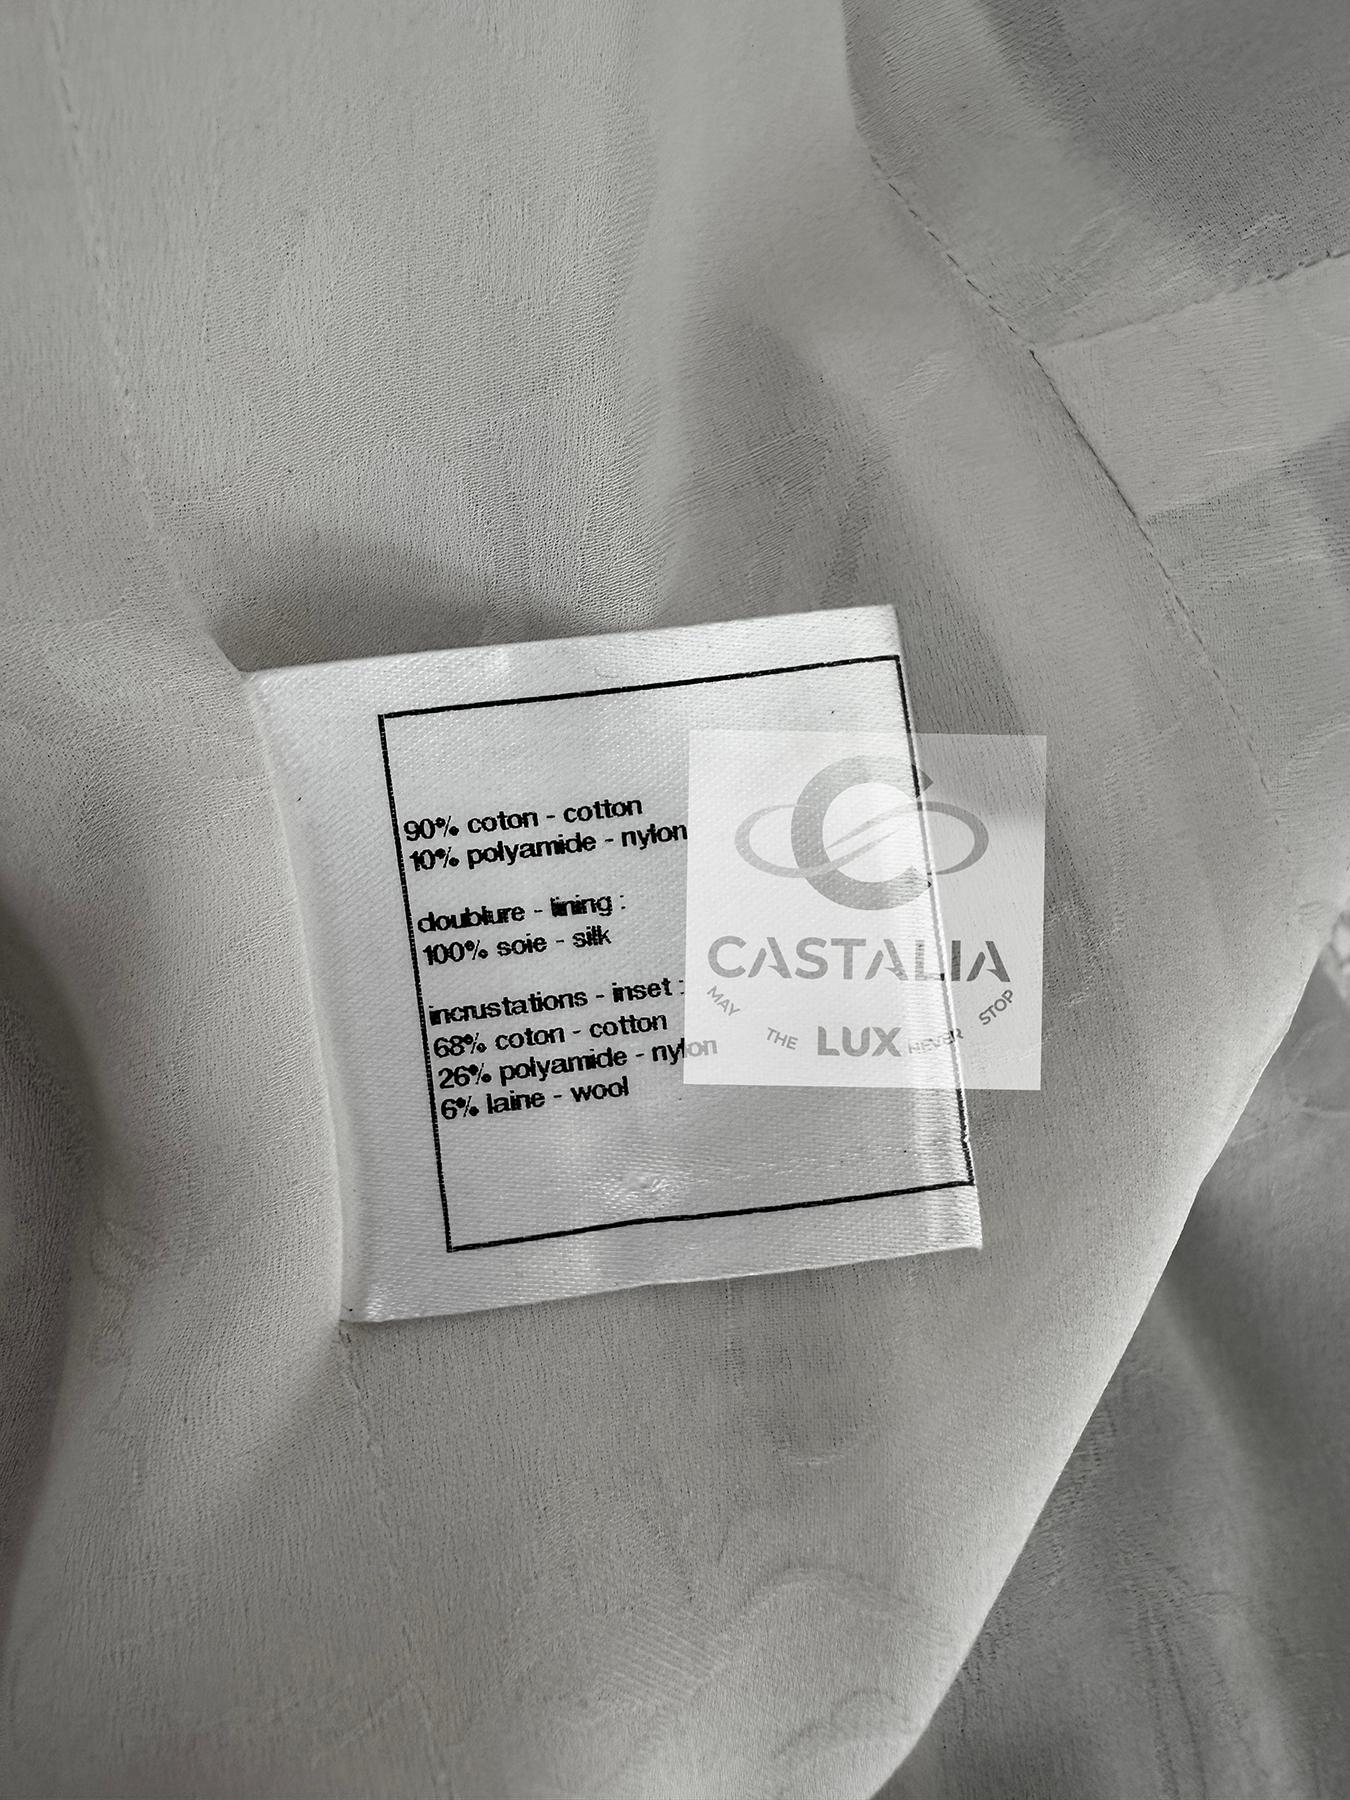 90% coton - cotton
10% polyamide - nylon
doublure - lining :
100% soie - silk
incrustations - inset :
68% coton - cotton
26% polyamide - nylon
6% laine - wool
CASTALIA
MAY THE LUX NEVER STOP